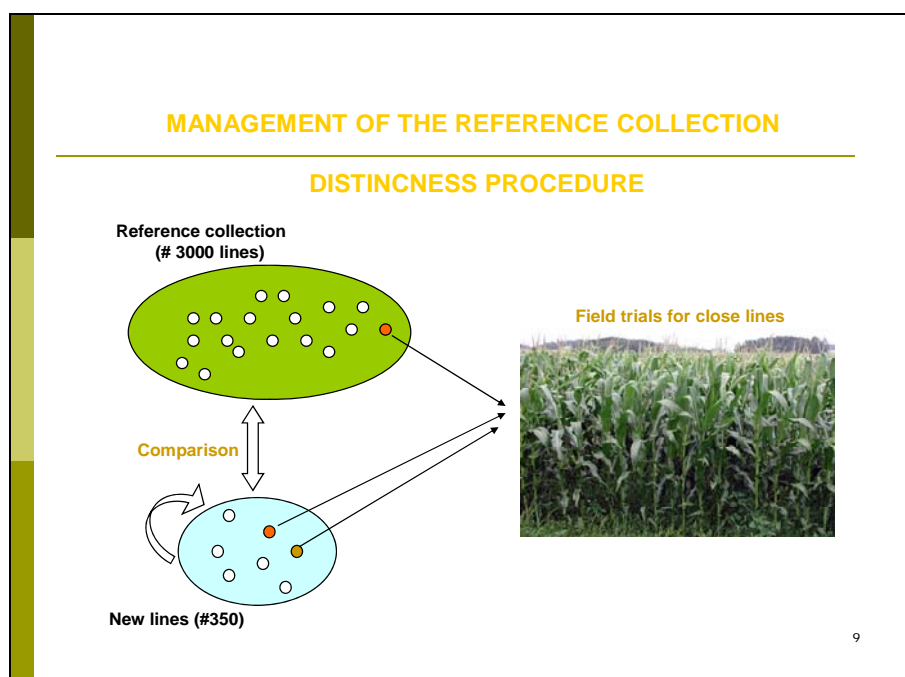 MANAGEMENT OF THE REFERENCE COLLECTION
DISTINCNESS PROCEDURE
Reference collection
(# 3000 lines)
Field trials for close lines
Comparison
New lines (#350)
9